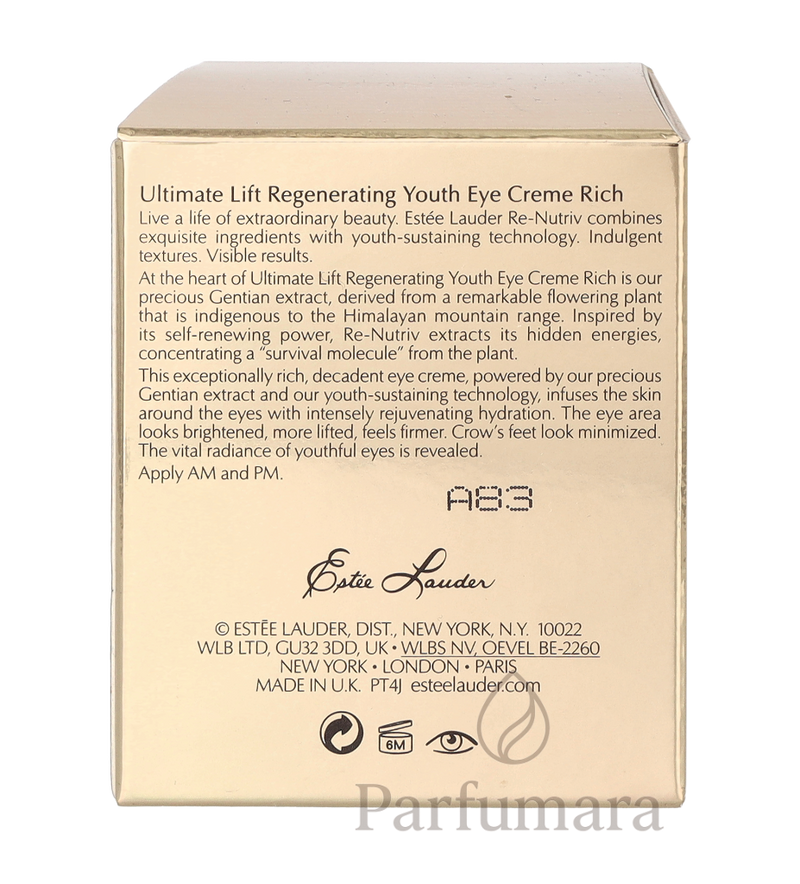 Ultimate Lift Regenerating Youth Eye Creme Rich
Live a life of extraordinary beauty. Estée Lauder Re-Nutriv combines
exquisite ingredients with youth-sustaining technology. Indulgent
textures. Visible results.
At the heart of Ultimate Lift Regenerating Youth Eye Creme Rich is our
precious Gentian extract, derived from a remarkable flowering plant
that is indigenous to the Himalayan mountain range. Inspired by
its self-renewing power, Re-Nutriv extracts its hidden energies,
concentrating a “survival molecule” from the plant.
This exceptionally rich, decadent eye creme, powered by our precious
Gentian extract and our youth-sustaining technology, infuses the skin
around the eyes with intensely rejuvenating hydration. The eye area
looks brightened, more lifted, feels firmer. Crow’s feet look minimized.
The vital radiance of youthful eyes is revealed.
Apply AM and PM.
A83
Estée Lauder
© ESTĒE LAUDER, DIST., NEW YORK, N.Y. 10022
WLB LTD, GU32 3DD, UK • WLBS NV, OEVEL BE-2260
NEW YORK • LONDON • PARIS
MADE IN U.K. PT4J esteelauder.com
6M
Parfumara